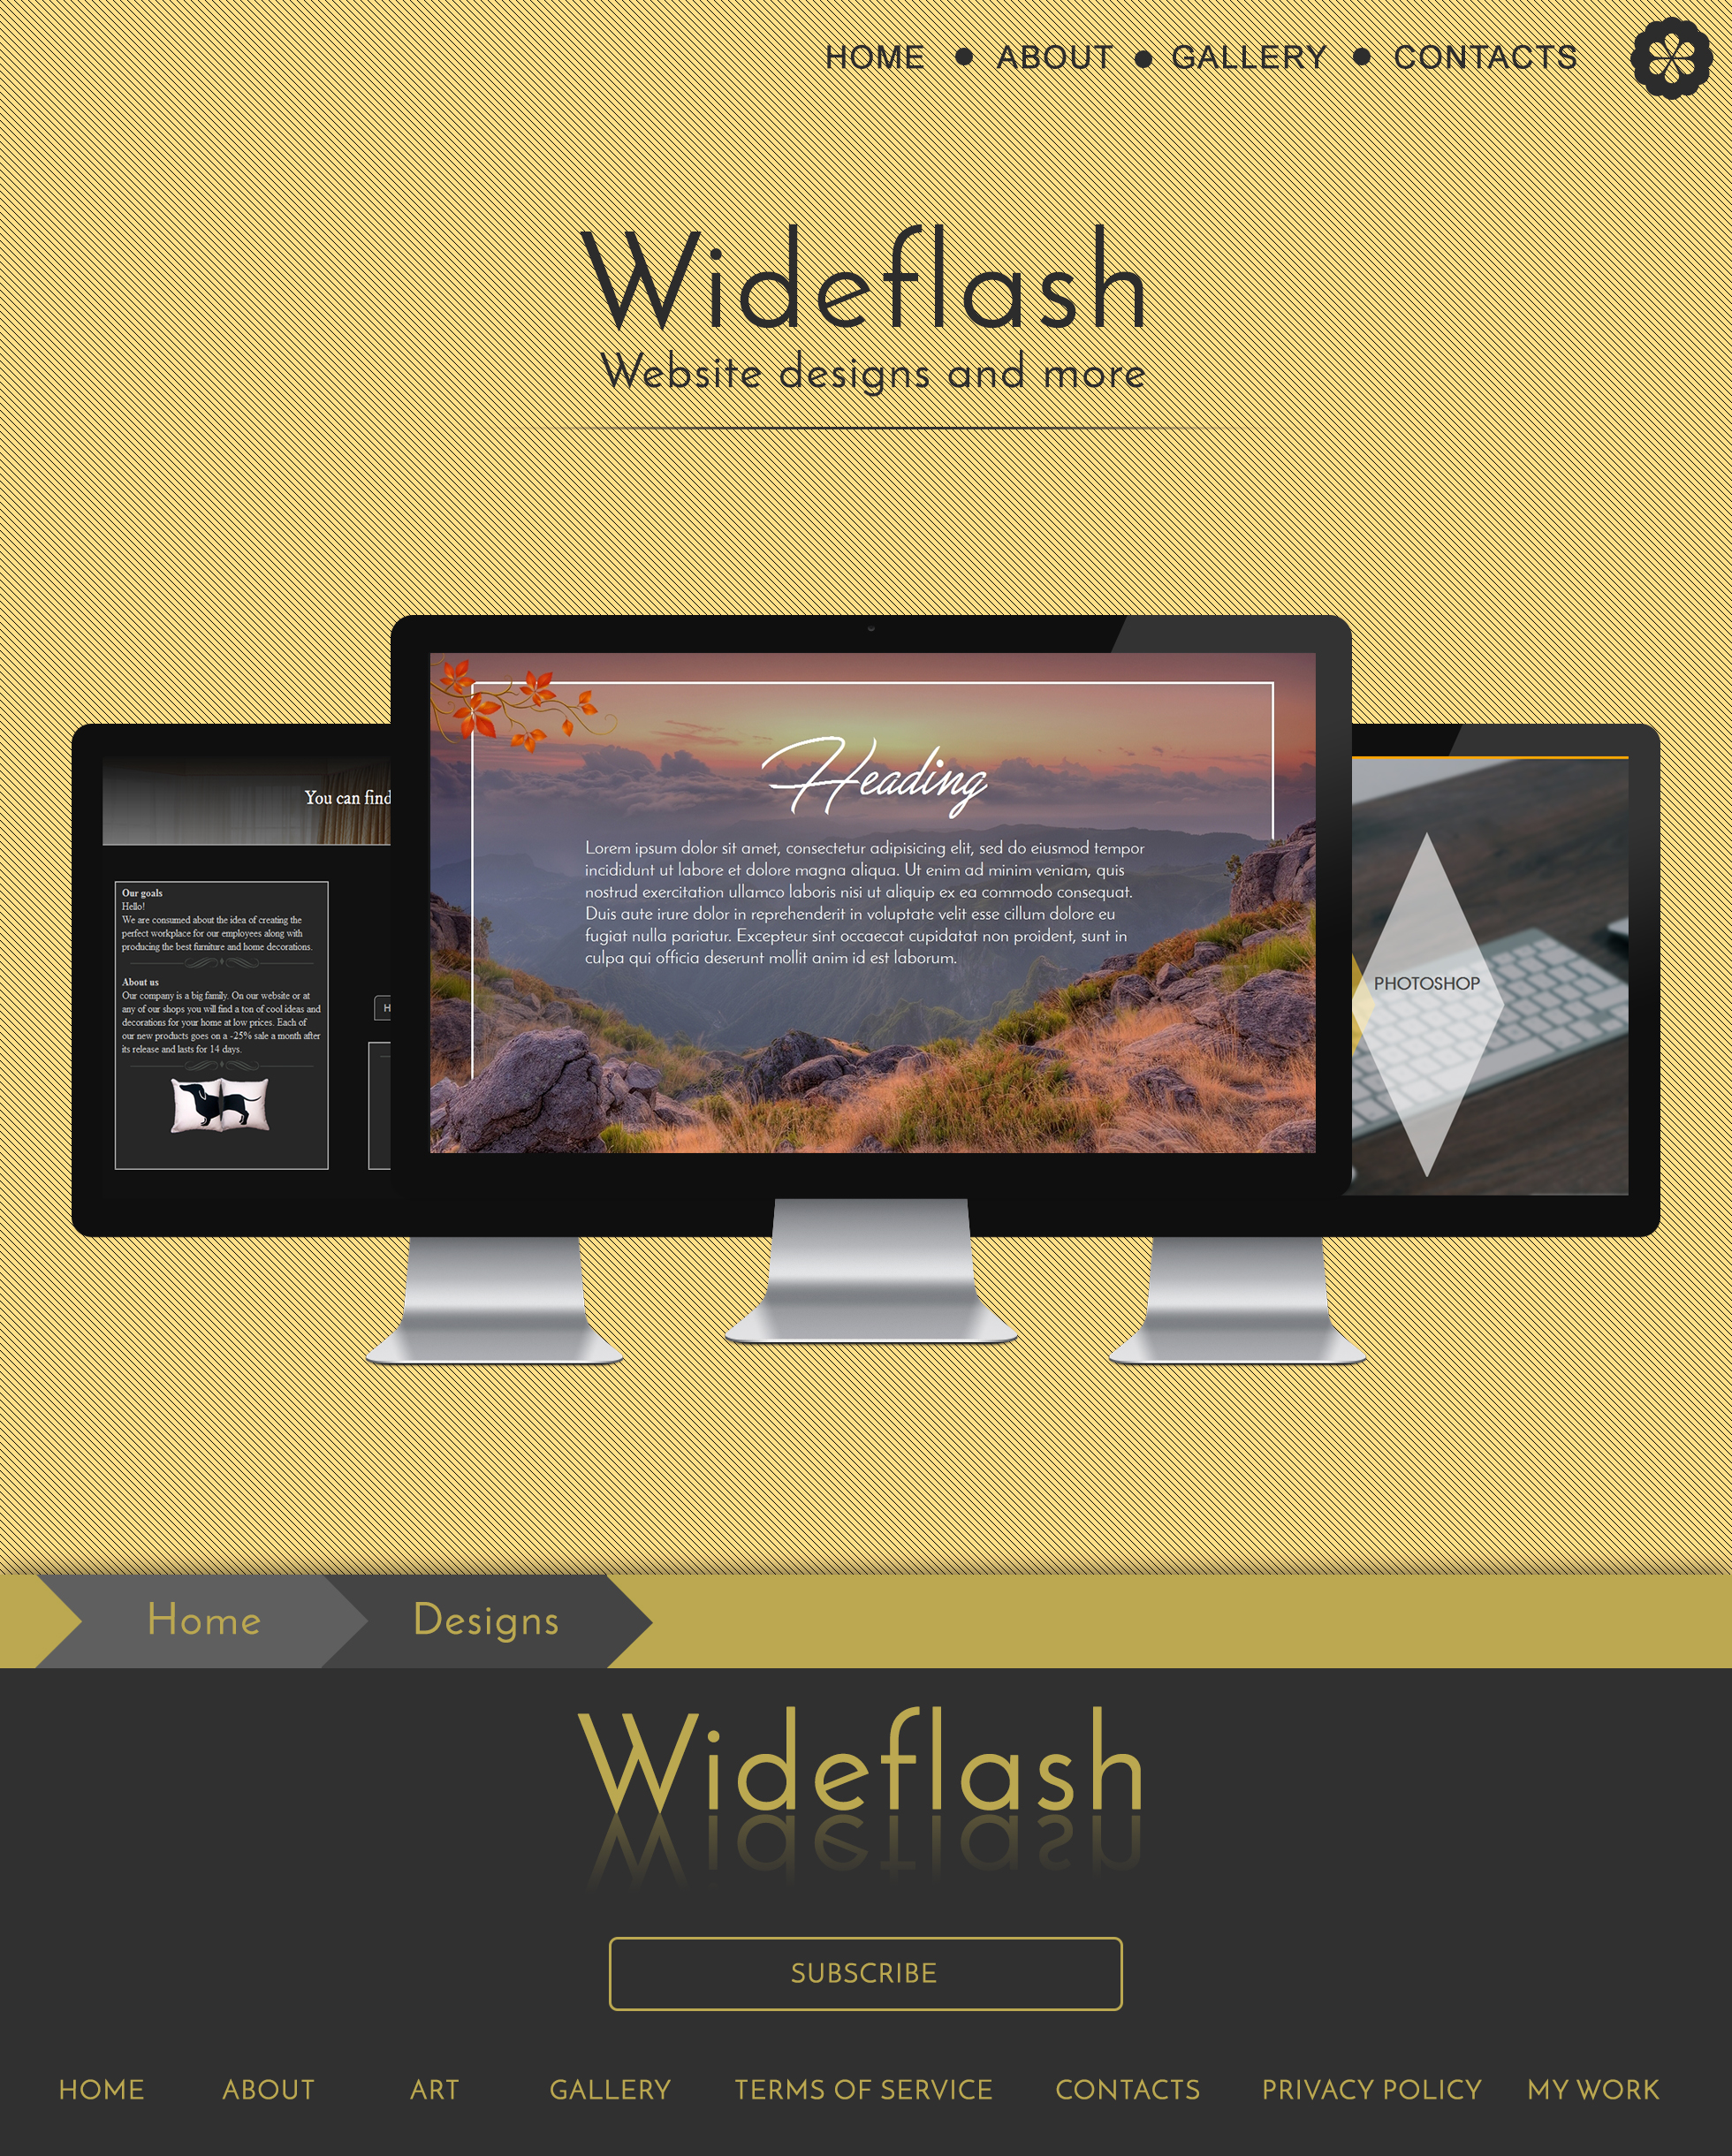 HOME ABOUT GALLERY CONTACTS
Wideflash
Website designs and more
You can find
Our goals
Hello!
We are consumed about the idea of creating the
perfect workplace for our employees along with
producing the best furniture and home decorations.
About us
Our company is a big family. On our website or at
any of our shops you will find a ton of cool ideas and
decorations for your home at low prices. Each of
our new products goes on a -25% sale a month after
its release and lasts for 14 days.
H
Heading
Lorem ipsum dolor sit amet, consectetur adipisicing elit, sed do eiusmod tempor
incididunt ut labore et dolore magna aliqua. Ut enim ad minim veniam, quis
nostrud exercitation ullamco laboris nisi ut aliquip ex ea commodo consequat.
Duis aute irure dolor in reprehenderit in voluptate velit esse cillum dolore eu
fugiat nulla pariatur. Excepteur sint occaecat cupidatat non proident, sunt in
culpa qui officia deserunt mollit anim id est laborum.
PHOTOSHOP
Home Designs
Wideflash
SUBSCRIBE
HOME ABOUT ART GALLERY TERMS OF SERVICE CONTACTS PRIVACY POLICY MY WORK